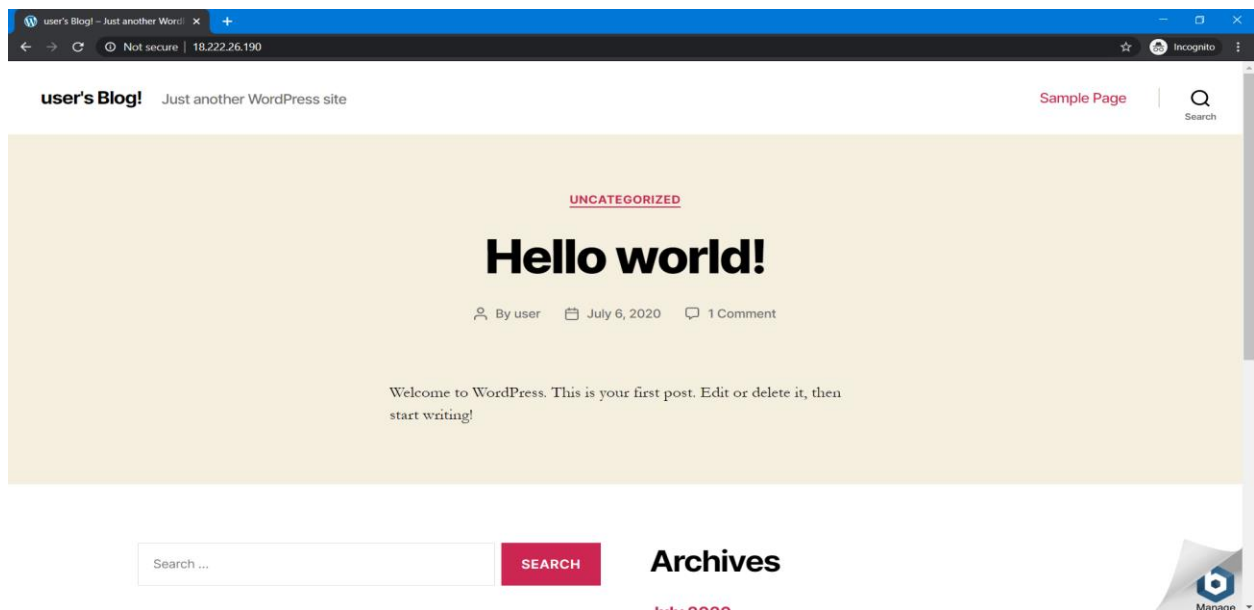 user's Blog! – Just another Word
Not secure | 18.222.26.190
Incognito
user's Blog! Just another WordPress site
Sample Page
Search
UNCATEGORIZED
Hello world!
By user July 6, 2020 1 Comment
Welcome to WordPress. This is your first post. Edit or delete it, then
start writing!
Search ...
SEARCH
Archives
July 2020
Manage